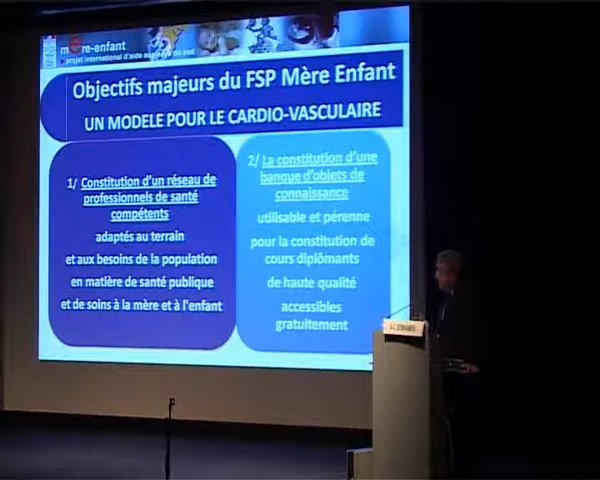 mere-enfant
projet international d'aide aux pays du sud
Objectifs majeurs du FSP Mère Enfant
UN MODELE POUR LE CARDIO-VASCULAIRE
1/ Constitution d'un réseau de
professionnels de santé
compétents
adaptés au terrain
et aux besoins de la population
en matière de santé publique
et de soins à la mère et à l'enfant
2/ La constitution d'une
banque d'objets de
connaissance
utilisable et pérenne
pour la constitution de
cours diplômants
de haute qualité
accessibles
gratuitement